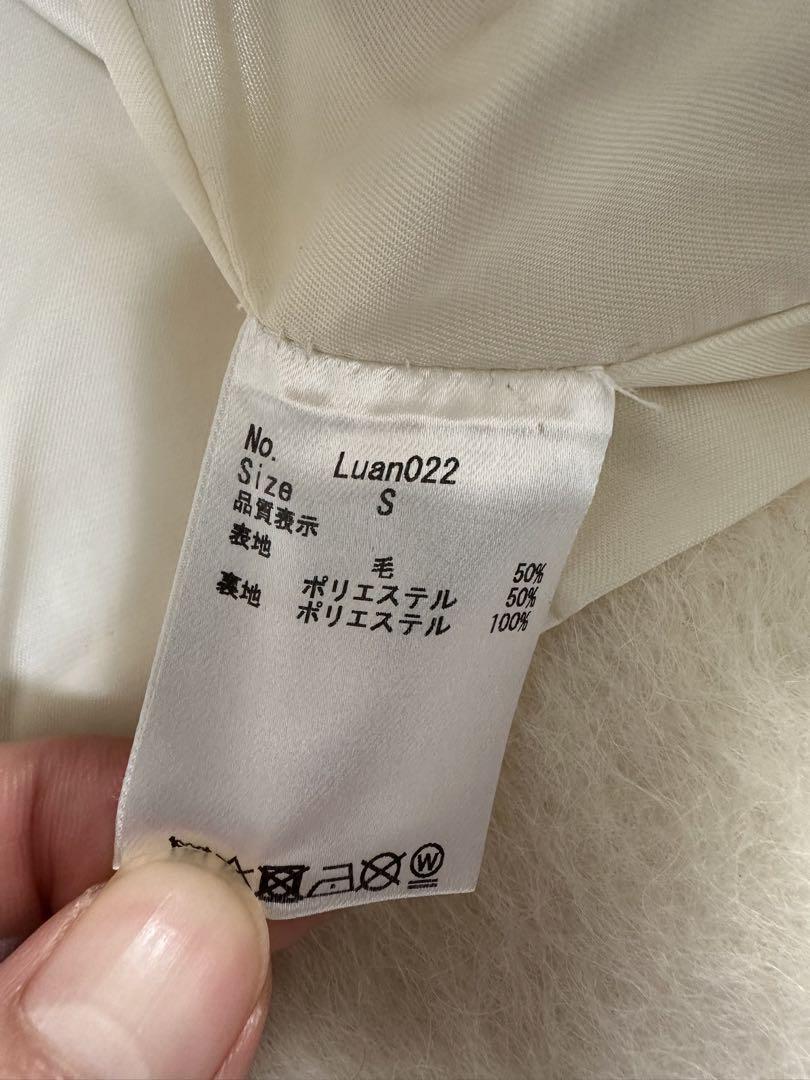 No. Luan022
Size S
品質表示
表地 毛 50%
ポリエステル 50%
裏地 ポリエステル 100%
W